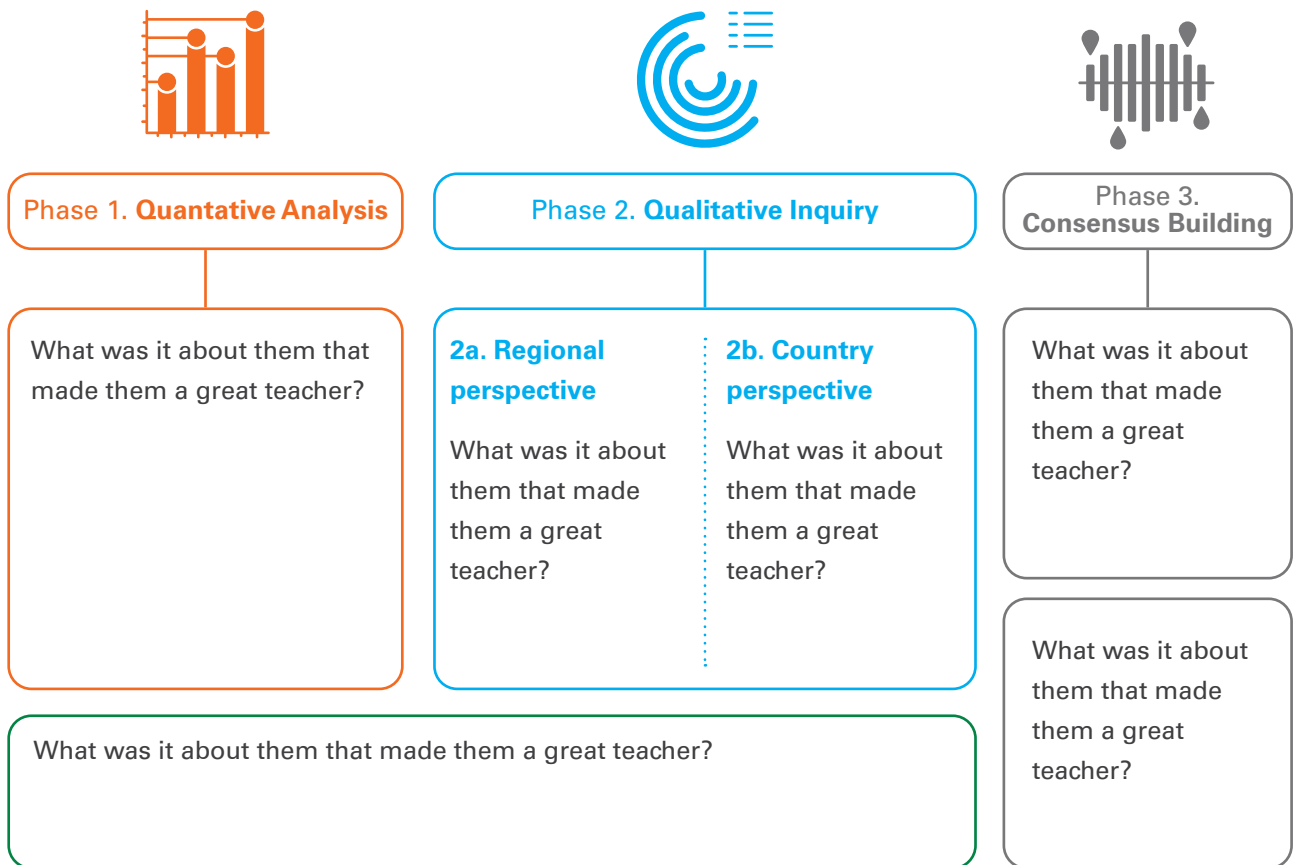 Phase 1. Quantative Analysis
What was it about them that
made them a great teacher?
Phase 2. Qualitative Inquiry
2a. Regional
perspective
What was it about
them that made
them a great
teacher?
2b. Country
perspective
What was it about
them that made
them a great
teacher?
Phase 3.
Consensus Building
What was it about
them that made
them a great
teacher?
What was it about
them that made
them a great
teacher?
What was it about them that made them a great teacher?